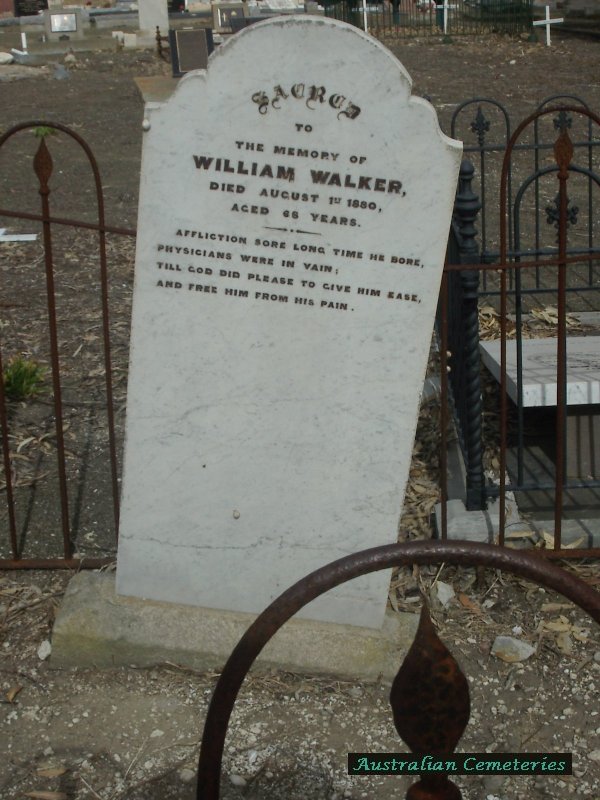 SACRED
TO
THE MEMORY OF
WILLIAM WALKER,
DIED AUGUST 1ST 1880,
AGED 68 YEARS.
AFFLICTION SORE LONG TIME HE BORE,
PHYSICIANS WERE IN VAIN;
TILL GOD DID PLEASE TO GIVE HIM EASE,
AND FREE HIM FROM HIS PAIN.
Australian Cemeteries